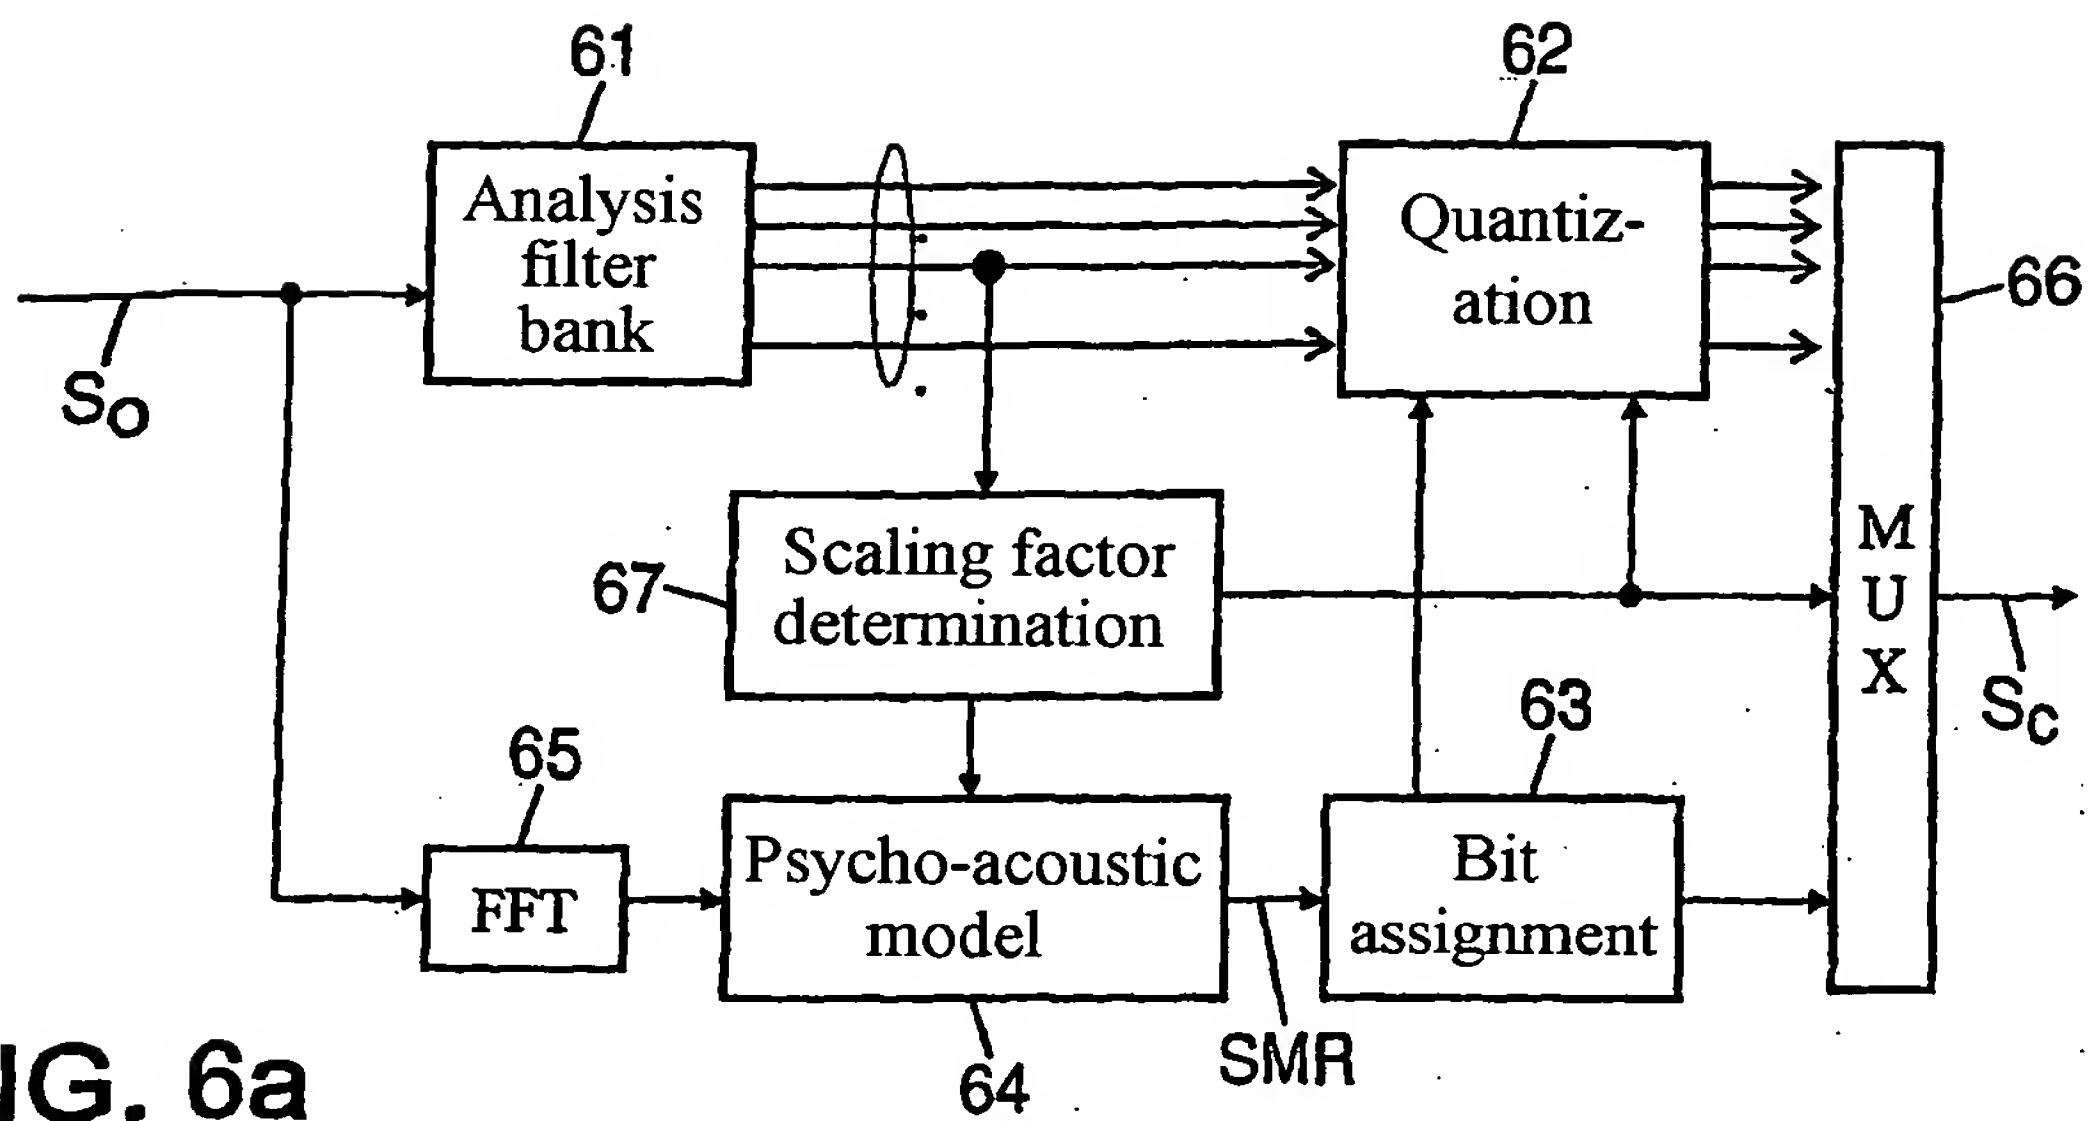 61
62
Analysis
filter
bank
Quantiz-
ation
66
So
Scaling factor
determination
67
M
U
X
Sc
63
65
FFT
Psycho-acoustic
model
Bit
assignment
SMR
64
IG. 6a